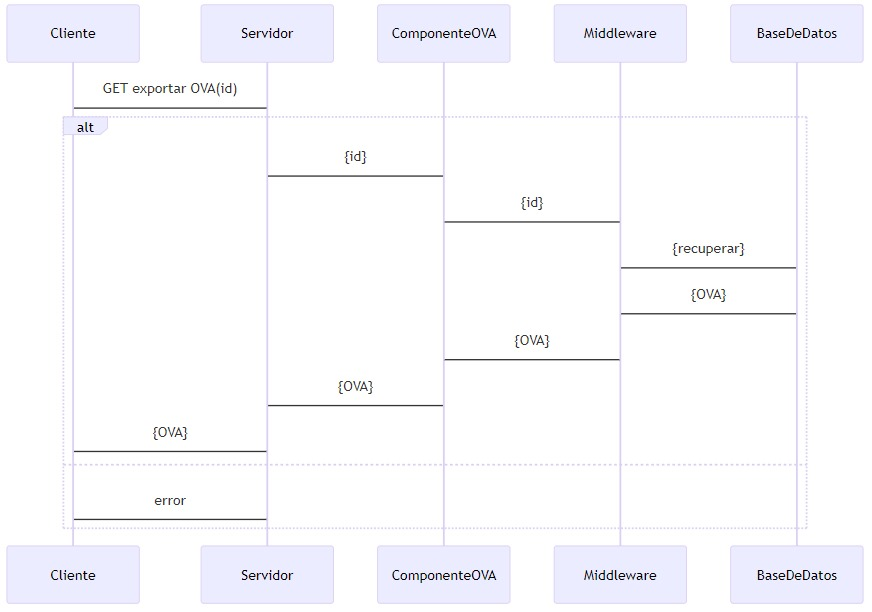 Cliente
Servidor
ComponenteOVA
Middleware
BaseDeDatos
GET exportar OVA(id)
alt
{id}
{id}
{recuperar}
{OVA}
{OVA}
{OVA}
{OVA}
error
Cliente
Servidor
ComponenteOVA
Middleware
BaseDeDatos